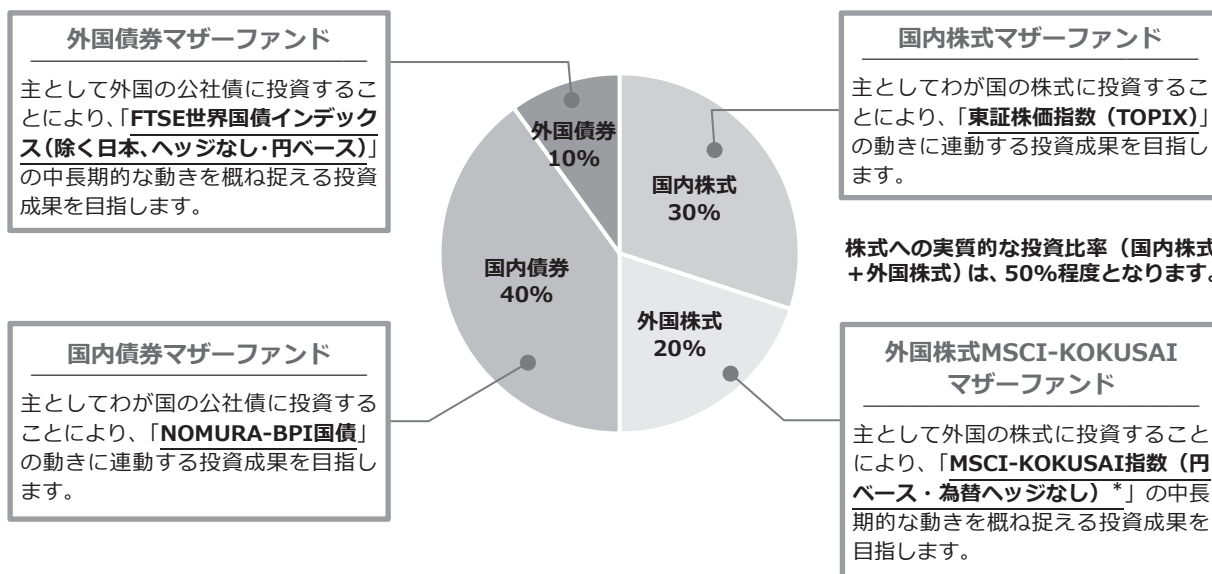 外国債券マザーファンド
主として外国の公社債に投資するこ
とにより、「FTSE世界国債インデック
ス（除く日本、ヘッジなし・円ベース）」
の中長期的な動きを概ね捉える投資
成果を目指します。
国内債券マザーファンド
主としてわが国の公社債に投資する
ことにより、「NOMURA-BPI国債」
の動きに連動する投資成果を目指し
ます。
外国債券
10%
国内株式
30%
国内債券
40%
外国株式
20%
国内株式マザーファンド
主としてわが国の株式に投資するこ
とにより、「東証株価指数（TOPIX）」
の動きに連動する投資成果を目指し
ます。
株式への実質的な投資比率（国内株式
＋外国株式）は、50%程度となります。
外国株式MSCI-KOKUSAI
マザーファンド
主として外国の株式に投資すること
により、「MSCI-KOKUSAI指数（円
ベース・為替ヘッジなし）*」の中長
期的な動きを概ね捉える投資成果を
目指します。